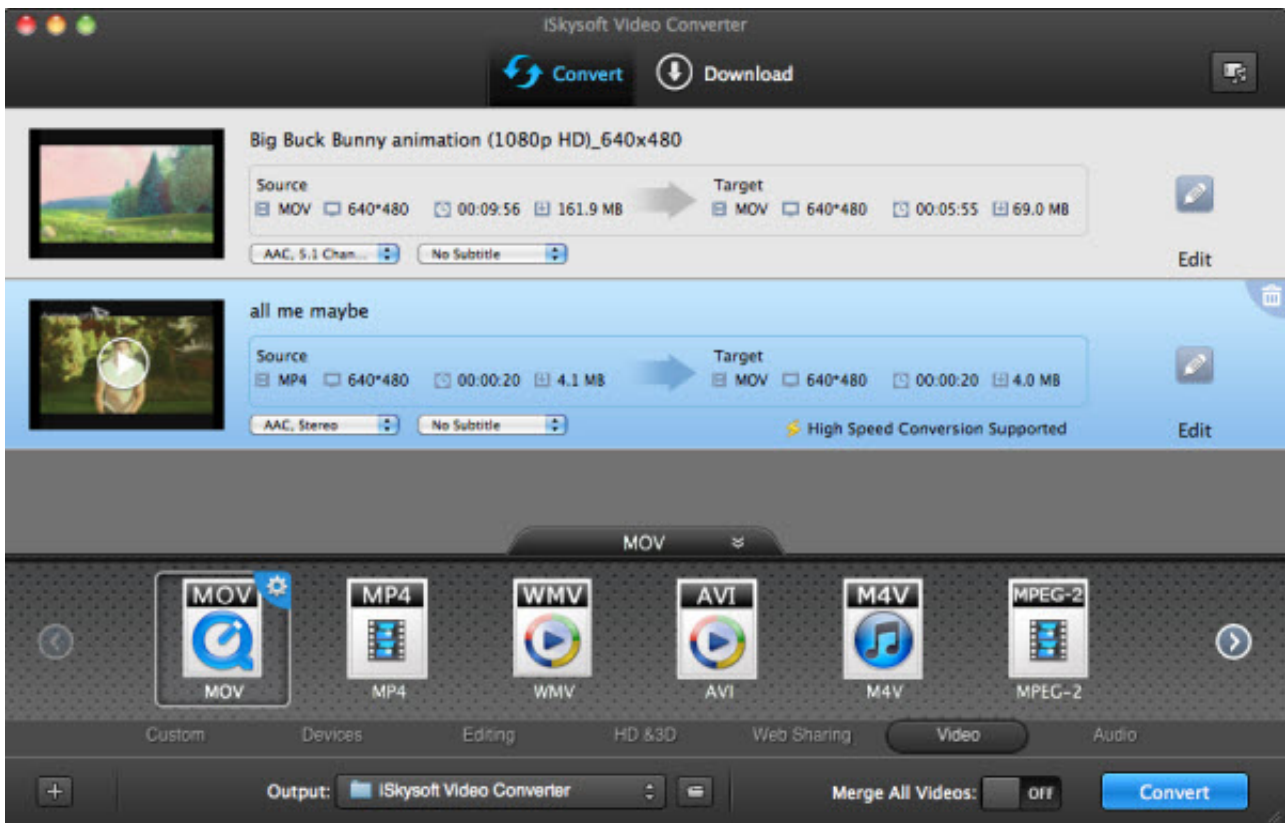 iSkysoft Video Converter
Convert
Download
Big Buck Bunny animation (1080p HD)_640x480
Source
MOV 640*480 00:09:56 161.9 MB
Target
MOV 640*480 00:05:55 69.0 MB
AAC, 5.1 Chan...
No Subtitle
Edit
all me maybe
Source
MP4 640*480 00:00:20 4.1 MB
Target
MOV 640*480 00:00:20 4.0 MB
AAC, Stereo
No Subtitle
High Speed Conversion Supported
Edit
MOV
MOV
MP4
WMV
AVI
M4V
MPEG-2
MOV
MP4
WMV
AVI
M4V
MPEG-2
Custom
Devices
Editing
HD &3D
Web Sharing
Video
Audio
Output: iSkysoft Video Converter
Merge All Videos: OFF
Convert